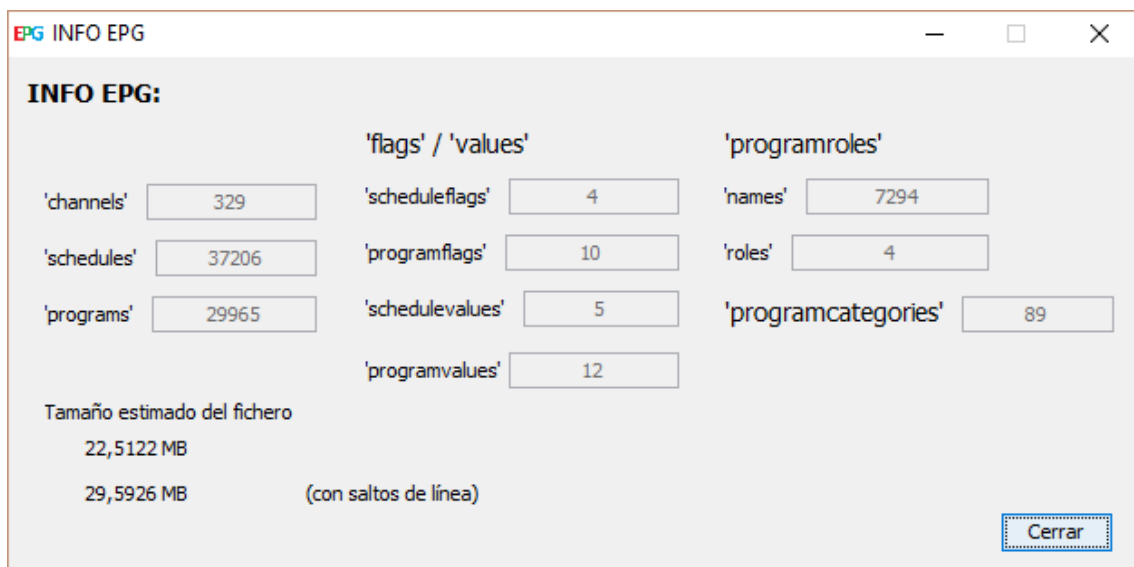 EPG INFO EPG
INFO EPG:
'flags' / 'values'
'programroles'
'channels' 329
'scheduleflags' 4
'names' 7294
'schedules' 37206
'programflags' 10
'roles' 4
'programs' 29965
'schedulevalues' 5
'programcategories' 89
'programvalues' 12
Tamaño estimado del fichero
22,5122 MB
29,5926 MB (con saltos de línea)
Cerrar